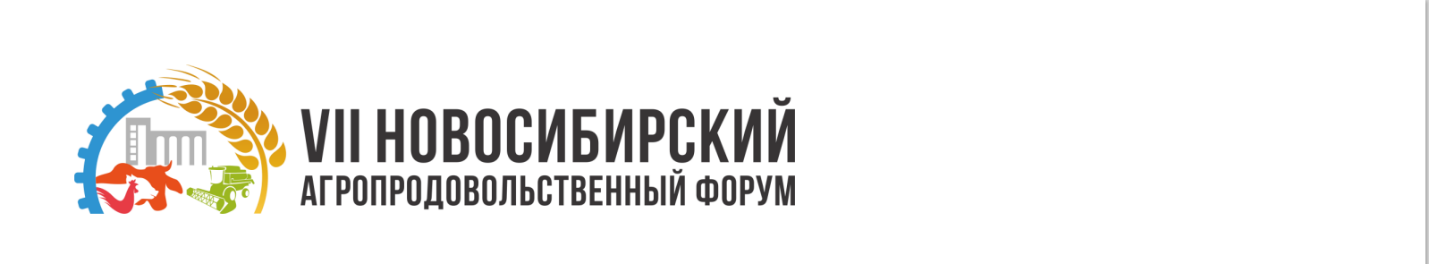 VII НОВОСИБИРСКИЙ
АГРОПРОДОВОЛЬСТВЕННЫЙ ФОРУМ